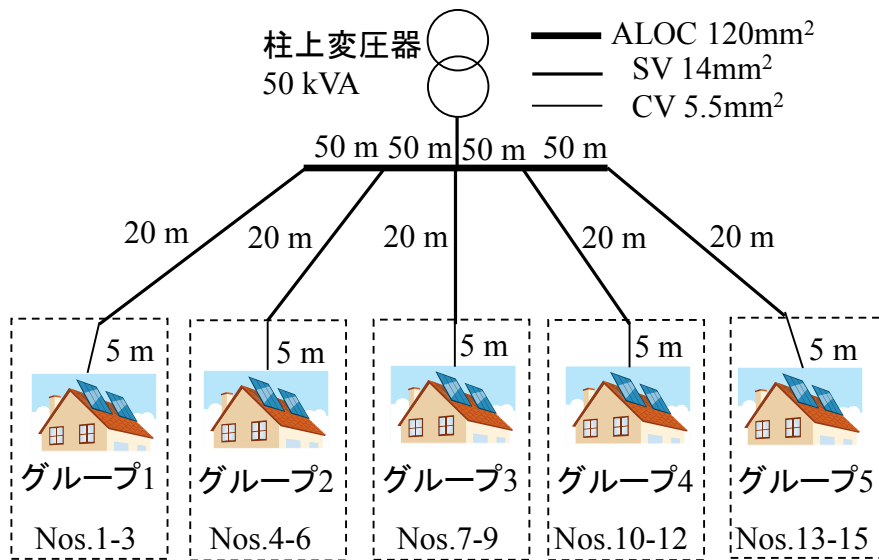 柱上変圧器
50 kVA
ALOC 120mm²
SV 14mm²
CV 5.5mm²
50 m 50 m 50 m 50 m
20 m 20 m 20 m 20 m 20 m
5 m 5 m 5 m 5 m 5 m
グループ1 グループ2 グループ3 グループ4 グループ5
Nos.1-3 Nos.4-6 Nos.7-9 Nos.10-12 Nos.13-15